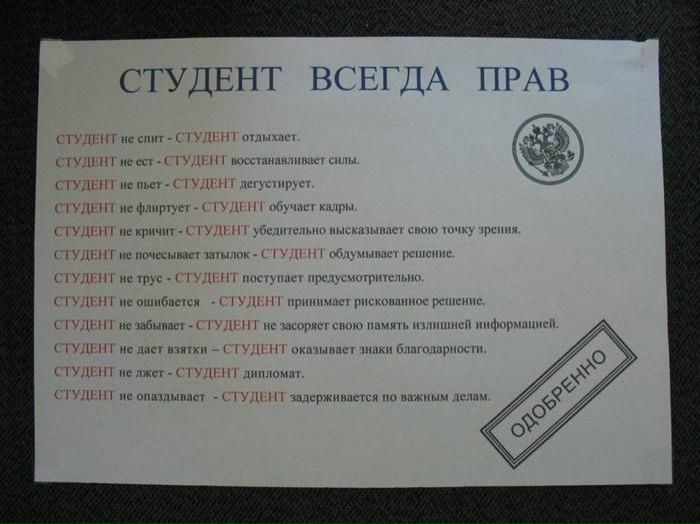 СТУДЕНТ ВСЕГДА ПРАВ
СТУДЕНТ не спит - СТУДЕНТ отдыхает.
СТУДЕНТ не ест - СТУДЕНТ восстанавливает силы.
СТУДЕНТ не пьет - СТУДЕНТ дегустирует.
СТУДЕНТ не флиртует - СТУДЕНТ обучает кадры.
СТУДЕНТ не кричит - СТУДЕНТ убедительно высказывает свою точку зрения.
СТУДЕНТ не почесывает затылок - СТУДЕНТ обдумывает решение.
СТУДЕНТ не трус - СТУДЕНТ поступает предусмотрительно.
СТУДЕНТ не ошибается - СТУДЕНТ принимает рискованное решение.
СТУДЕНТ не забывает - СТУДЕНТ не засоряет свою память излишней информацией.
СТУДЕНТ не дает взятки – СТУДЕНТ оказывает знаки благодарности.
СТУДЕНТ не лжет - СТУДЕНТ дипломат.
СТУДЕНТ не опаздывает - СТУДЕНТ задерживается по важным делам.
ОДОБРЕННО